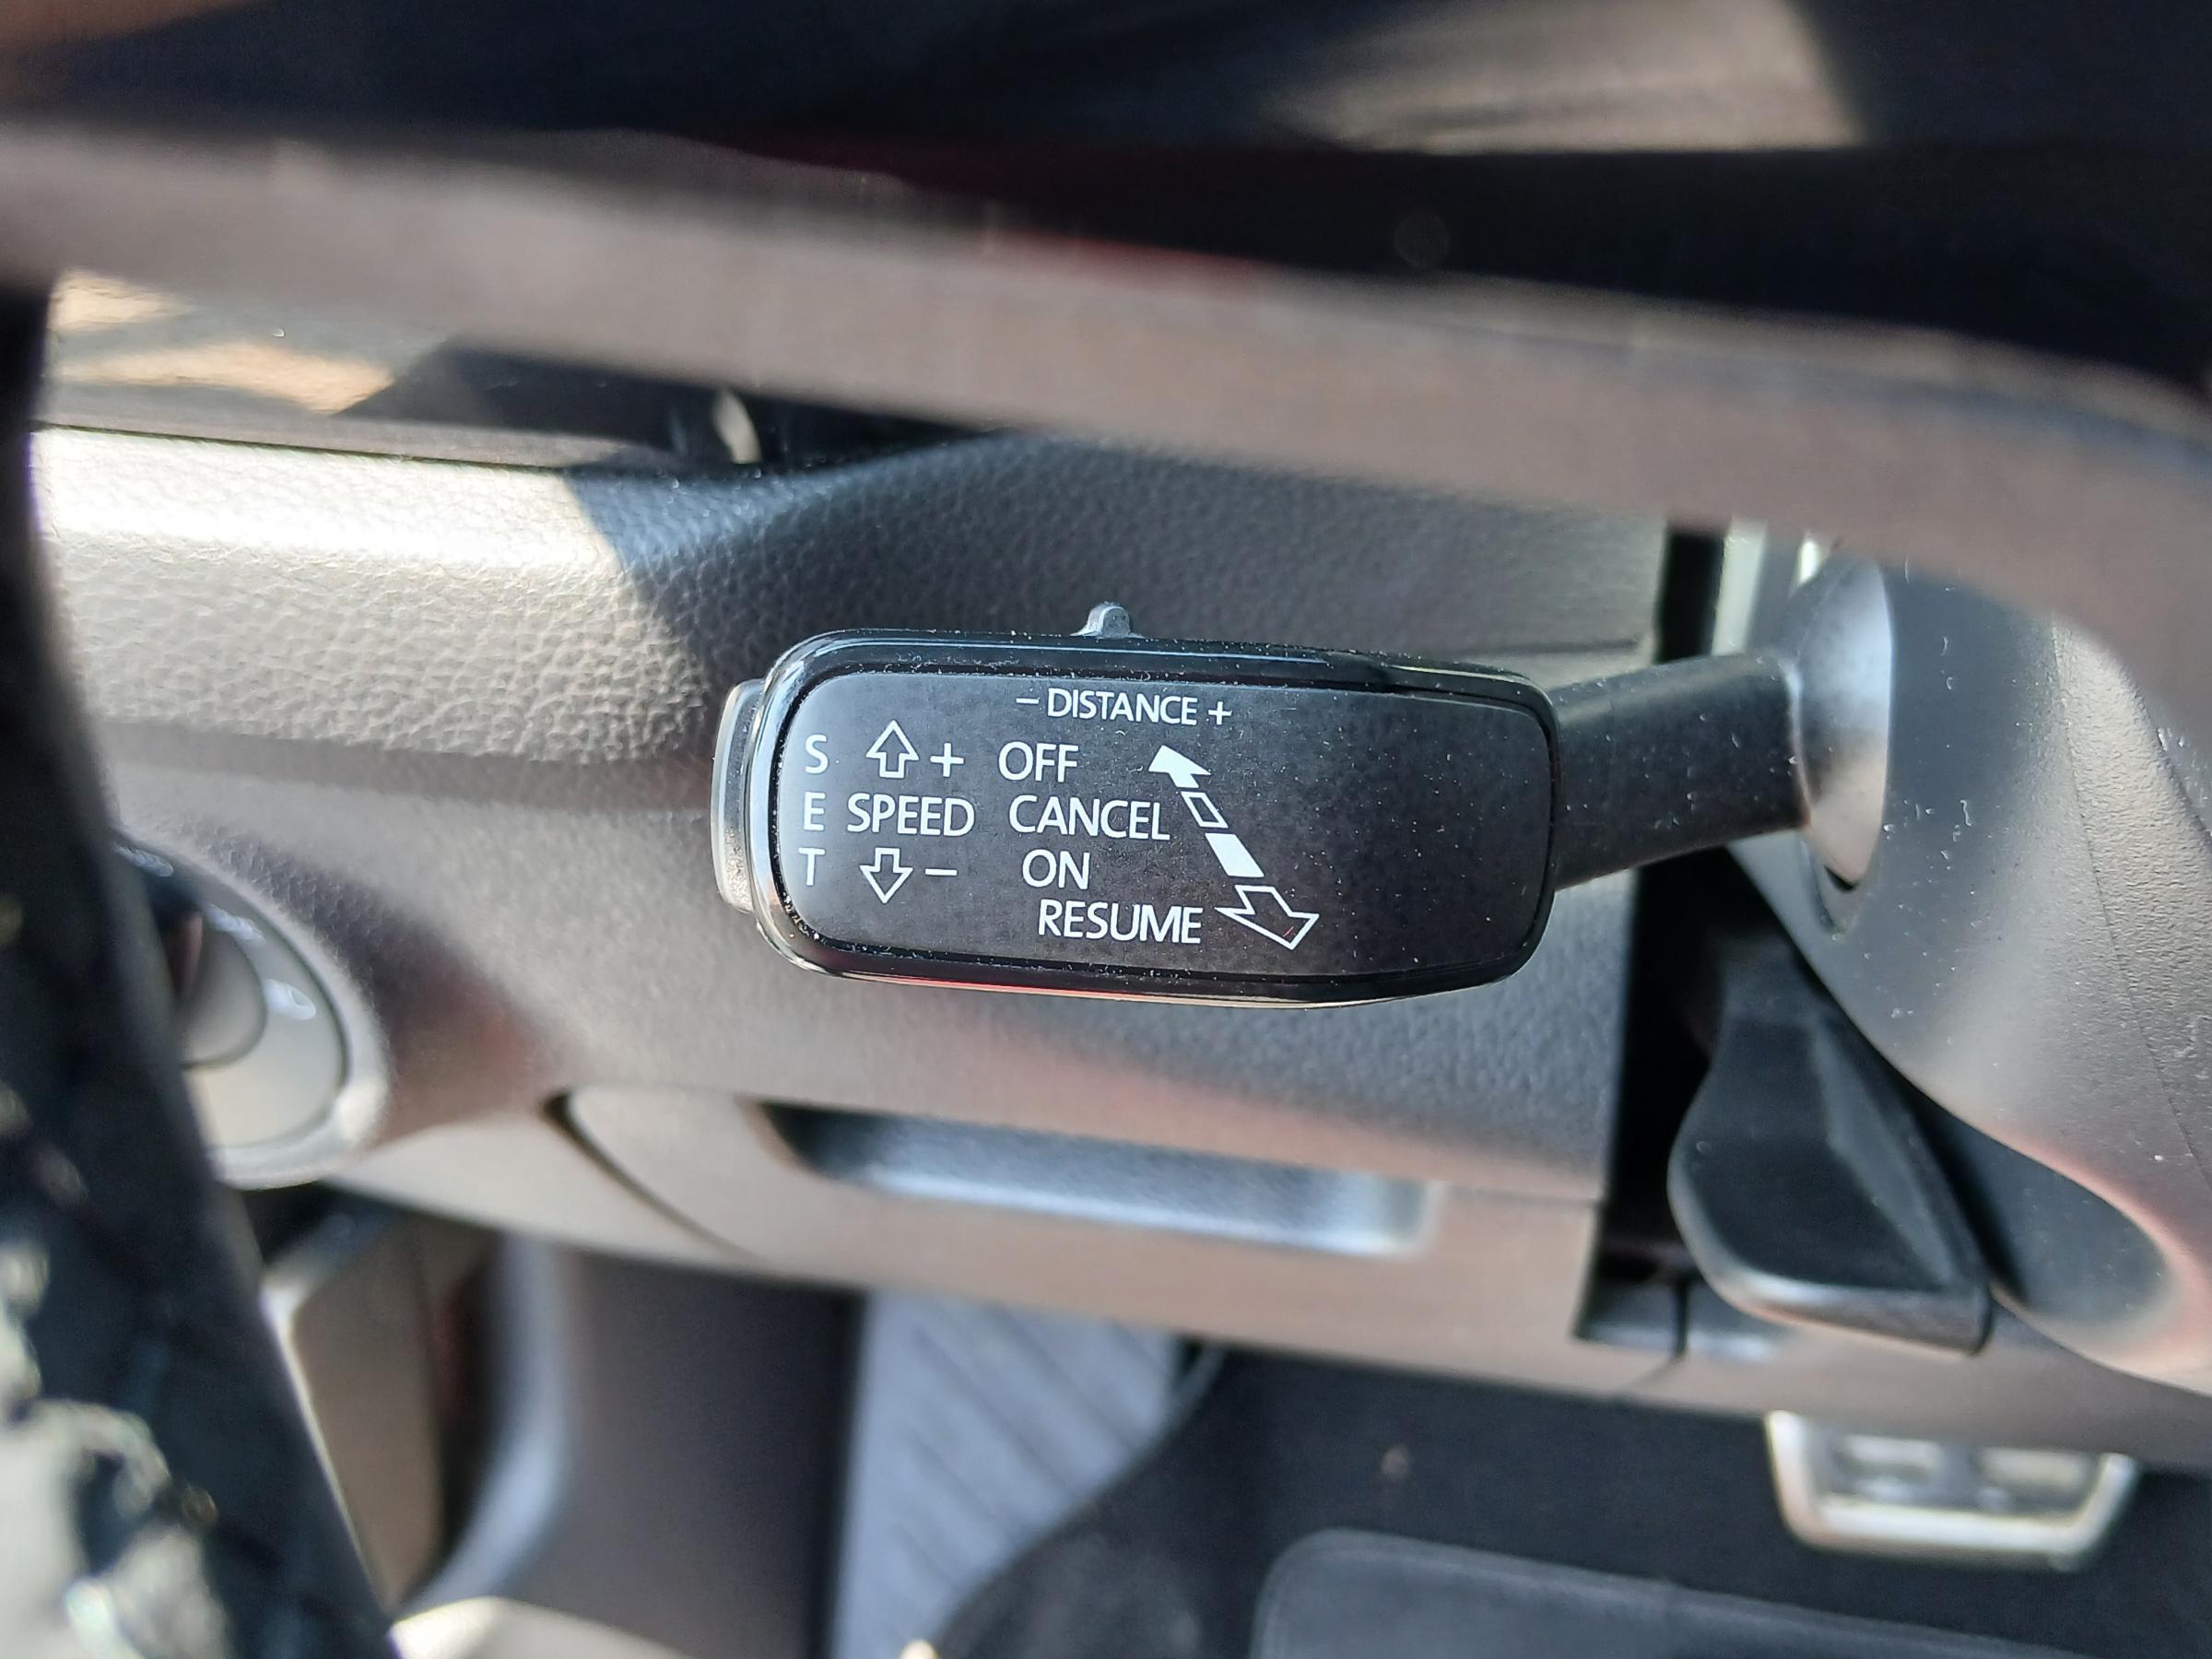 – DISTANCE +
S + OFF
E SPEED CANCEL
T – ON
RESUME